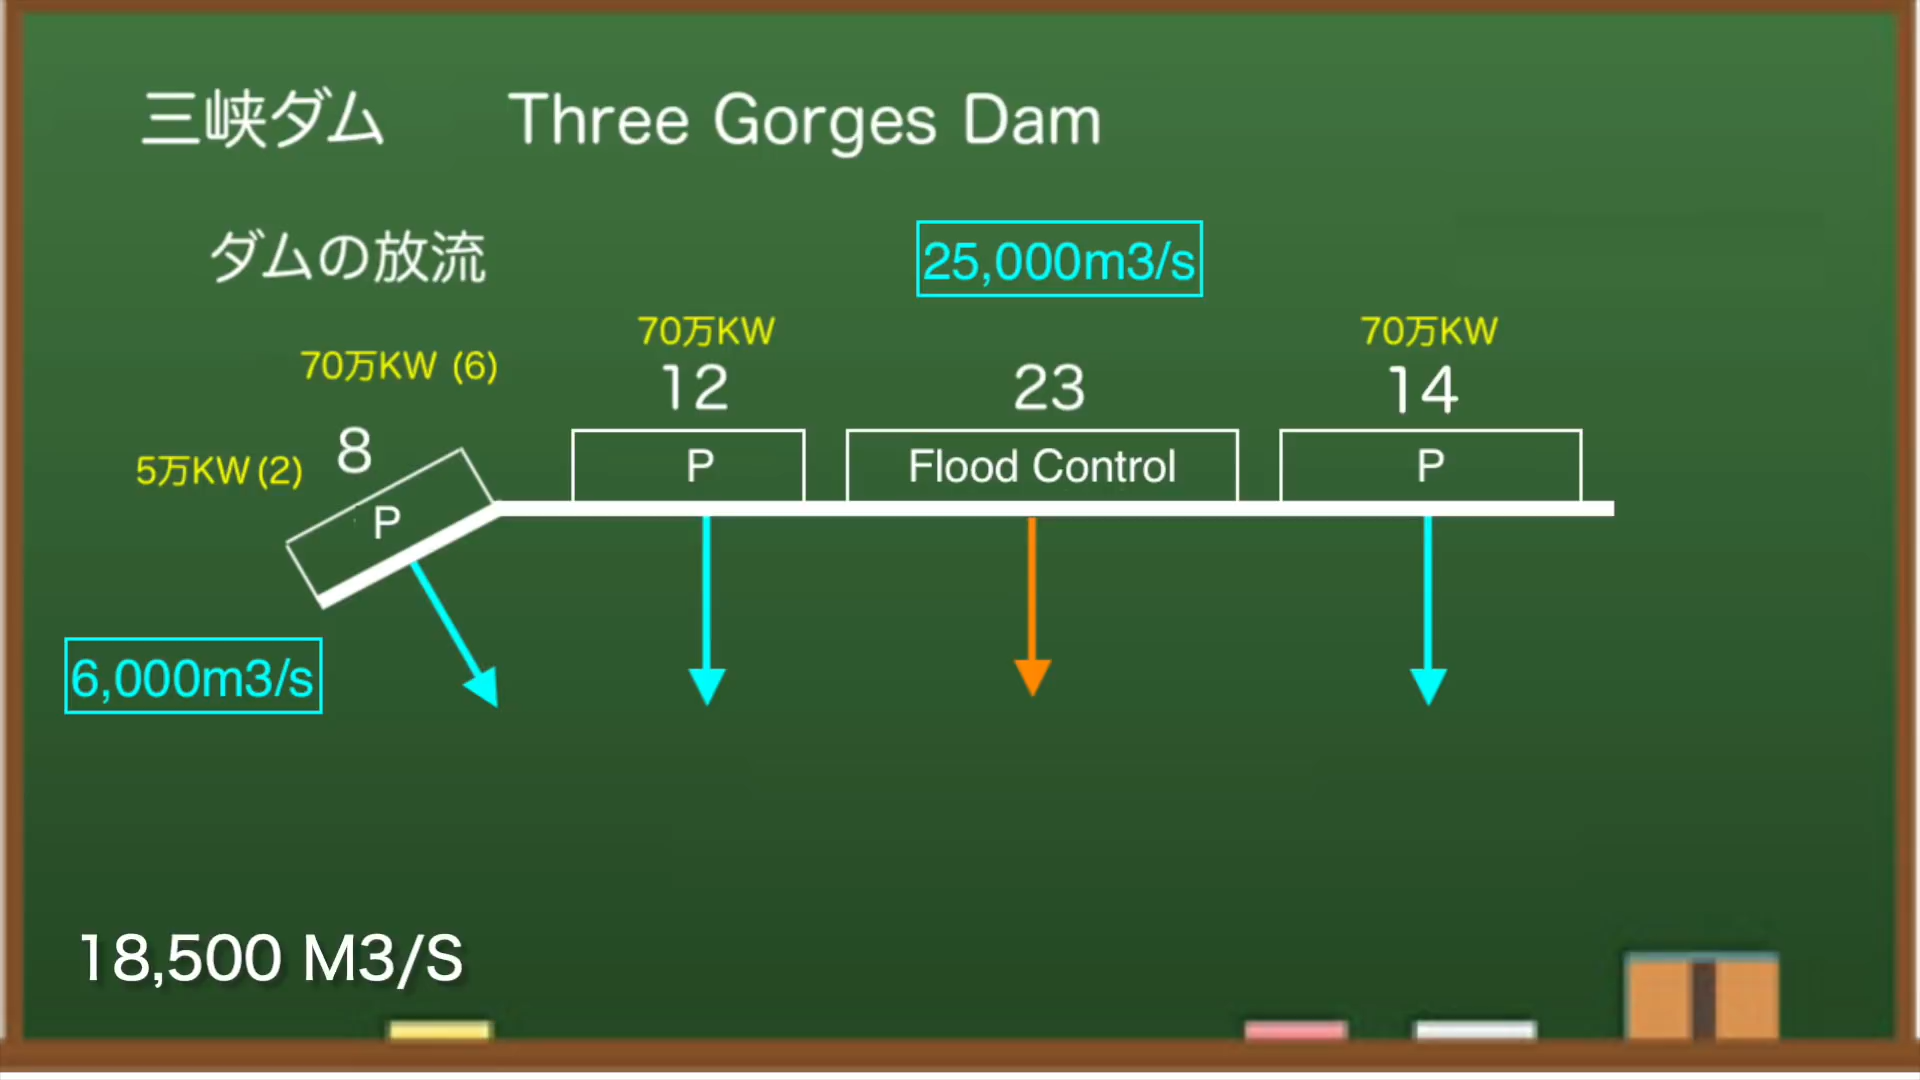 三峡ダム Three Gorges Dam
ダムの放流
25,000m3/s
70万KW
70万KW
70万KW (6)
12
23
14
8
5万KW (2)
P
Flood Control
P
P
6,000m3/s
18,500 M3/S